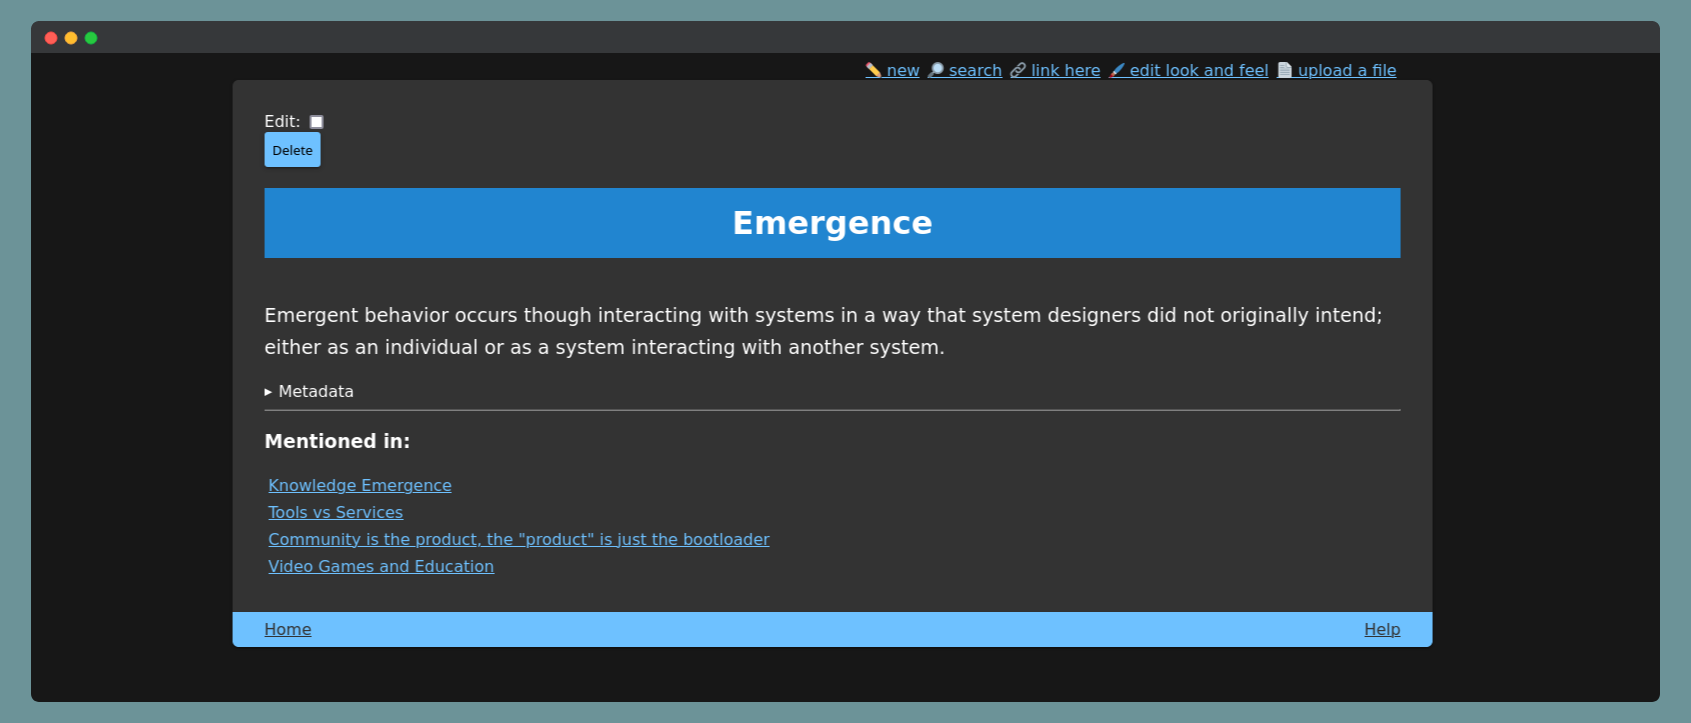 new search link here edit look and feel upload a file
Edit:
Delete
Emergence
Emergent behavior occurs though interacting with systems in a way that system designers did not originally intend;
either as an individual or as a system interacting with another system.
Metadata
Mentioned in:
Knowledge Emergence
Tools vs Services
Community is the product, the "product" is just the bootloader
Video Games and Education
Home Help